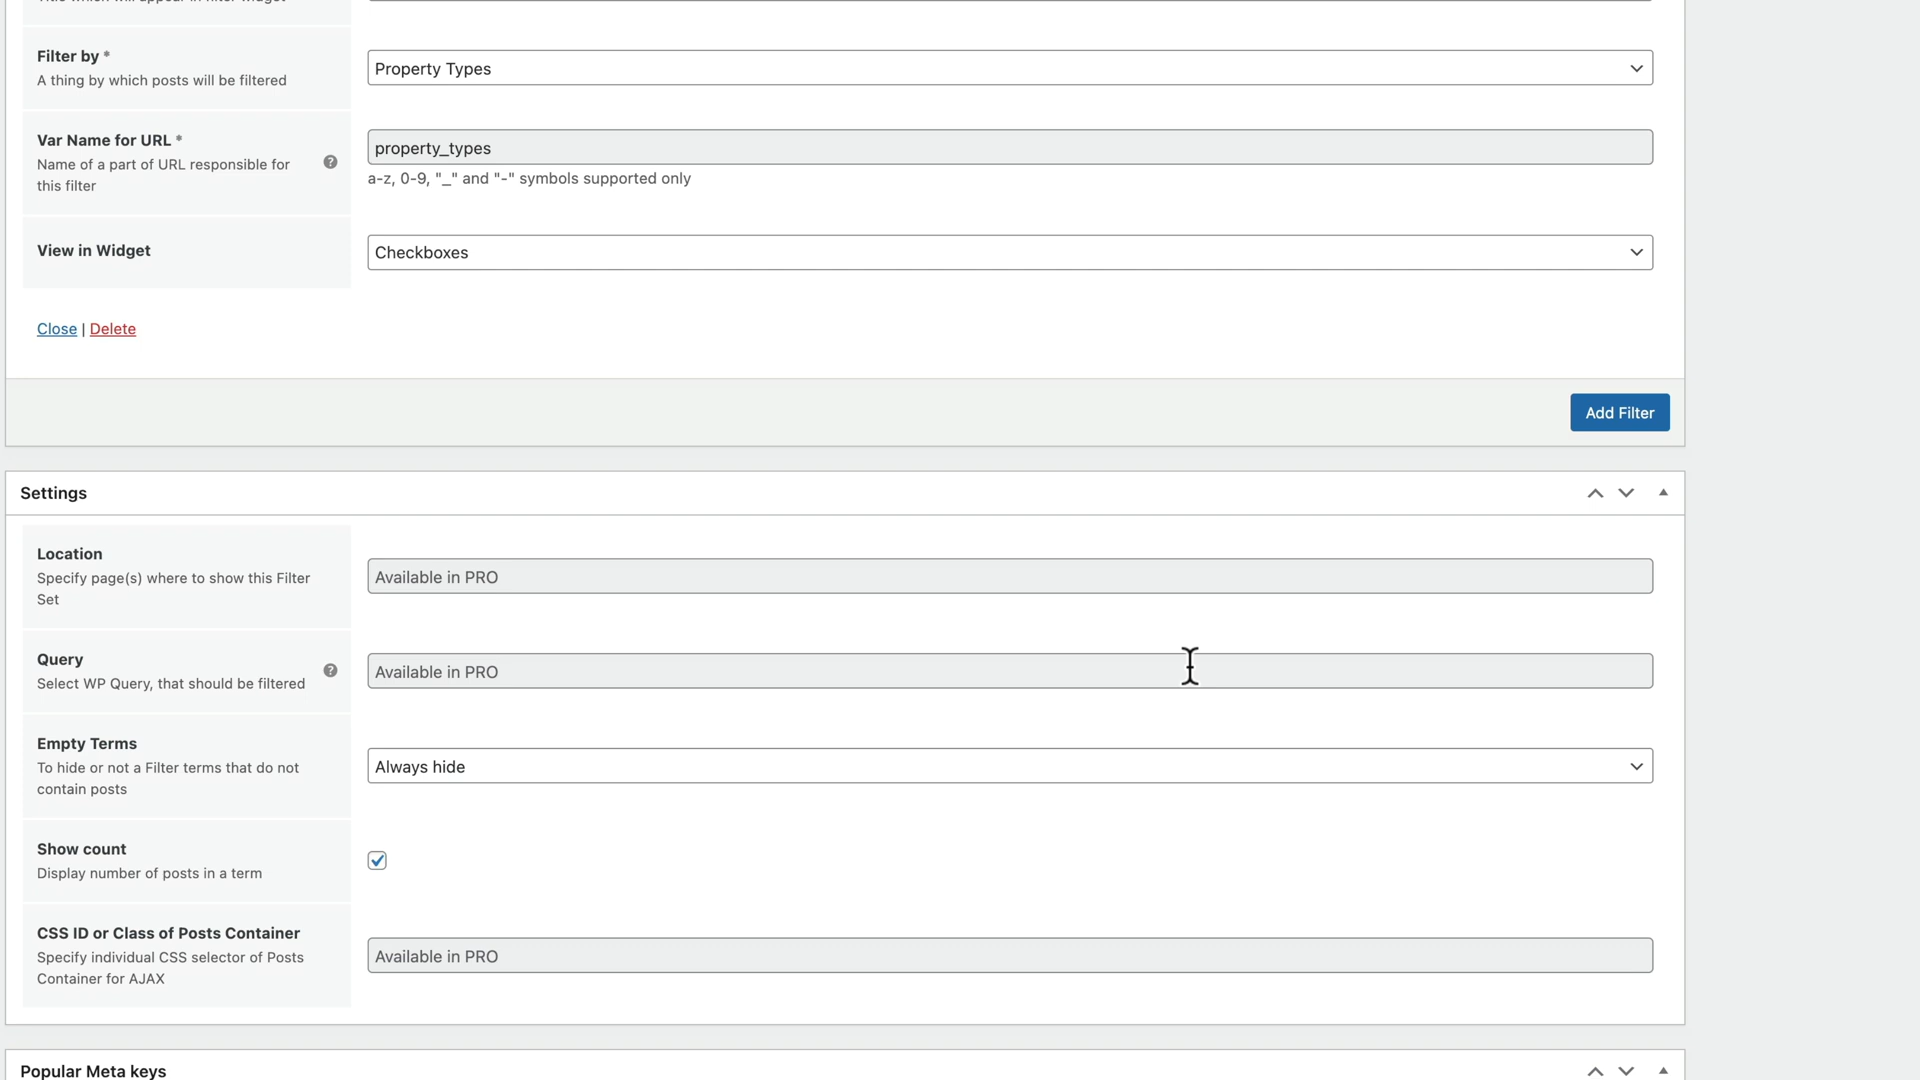 Title which will appear in filter widget
Filter by *
A thing by which posts will be filtered
Property Types
Var Name for URL *
Name of a part of URL responsible for
this filter
?
property_types
a-z, 0-9, "_" and "-" symbols supported only
View in Widget
Checkboxes
Close | Delete
Add Filter
Settings
Location
Specify page(s) where to show this Filter
Set
Available in PRO
Query
Select WP Query, that should be filtered
?
Available in PRO
Empty Terms
To hide or not a Filter terms that do not
contain posts
Always hide
Show count
Display number of posts in a term
CSS ID or Class of Posts Container
Specify individual CSS selector of Posts
Container for AJAX
Available in PRO
Popular Meta keys